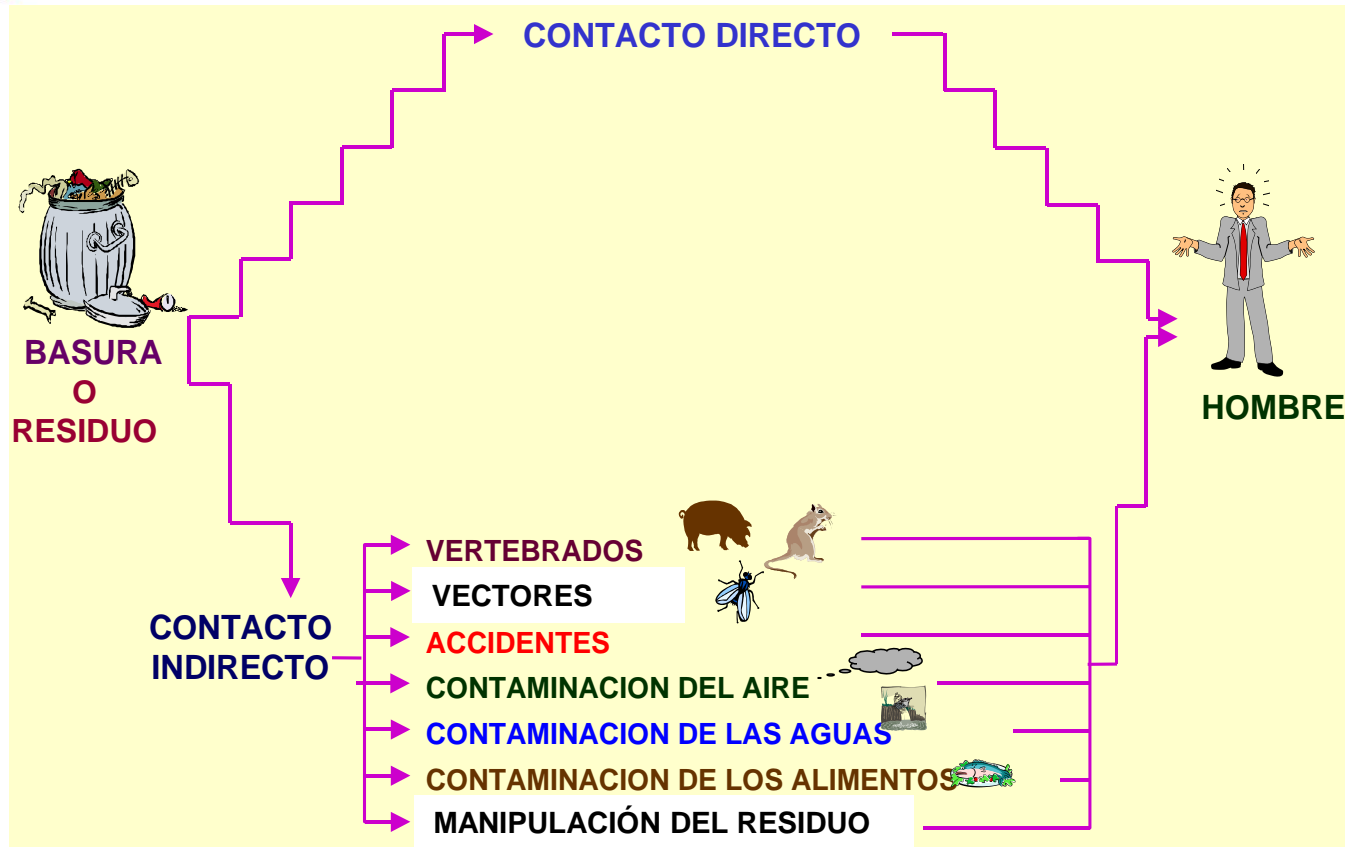 CONTACTO DIRECTO
BASURA
O
RESIDUO
HOMBRE
CONTACTO
INDIRECTO
VERTEBRADOS
VECTORES
ACCIDENTES
CONTAMINACION DEL AIRE
CONTAMINACION DE LAS AGUAS
CONTAMINACION DE LOS ALIMENTOS
MANIPULACIÓN DEL RESIDUO